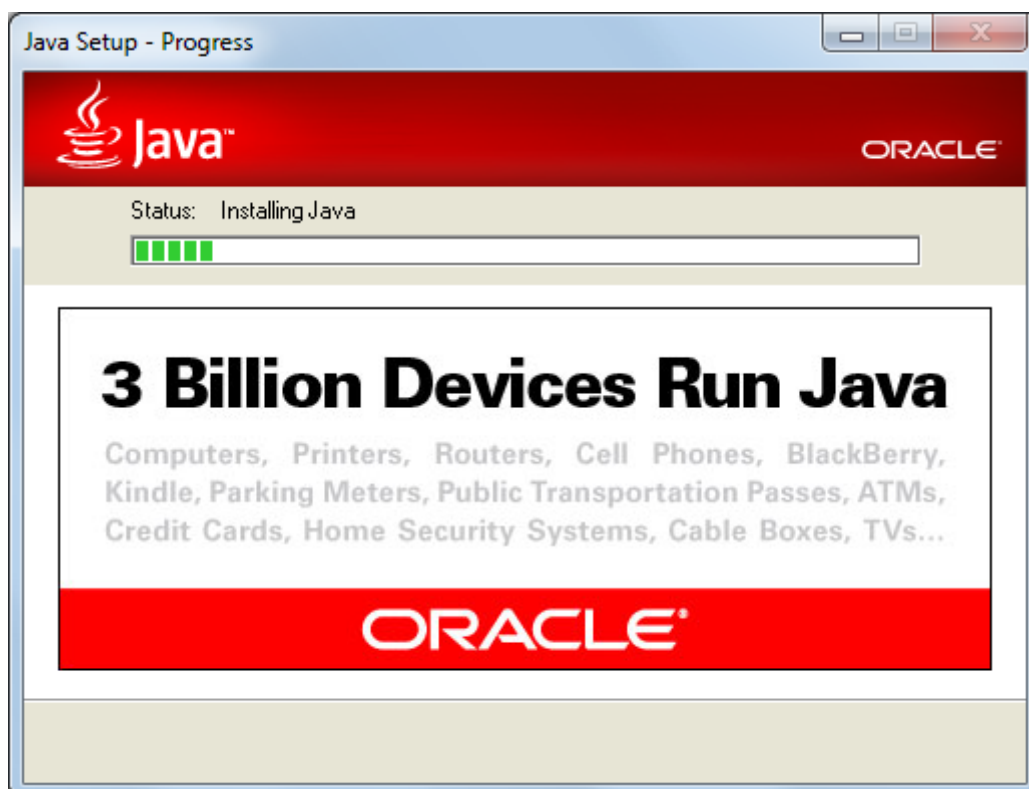 Java Setup - Progress
Java™
ORACLE®
Status: Installing Java
3 Billion Devices Run Java
Computers, Printers, Routers, Cell Phones, BlackBerry,
Kindle, Parking Meters, Public Transportation Passes, ATMs,
Credit Cards, Home Security Systems, Cable Boxes, TVs...
ORACLE®